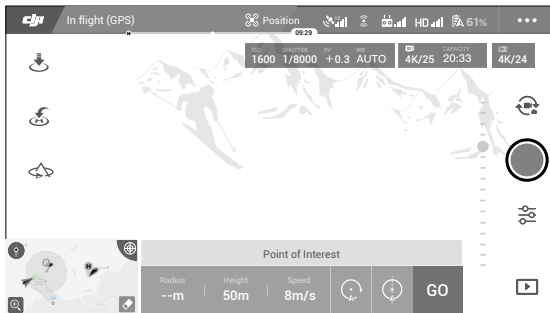 dji In flight (GPS) Position HD 61%
09:29
ISO SHUTTER EV WB CAPACITY
1600 1/8000 +0.3 AUTO 4K/25 20:33 4K/24
H
H
Point of Interest
Radius Height Speed
--m 50m 8m/s GO